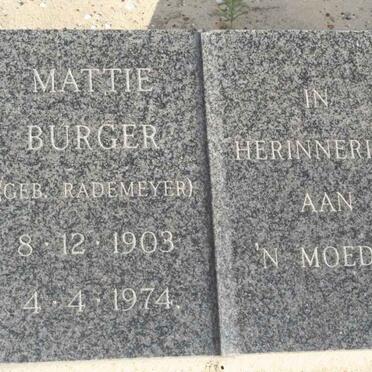 MATTIE
BURGER
(GEB. RADEMEYER)
8·12·1903
4·4·1974.
IN
HERINNERI
AAN
'N MOED